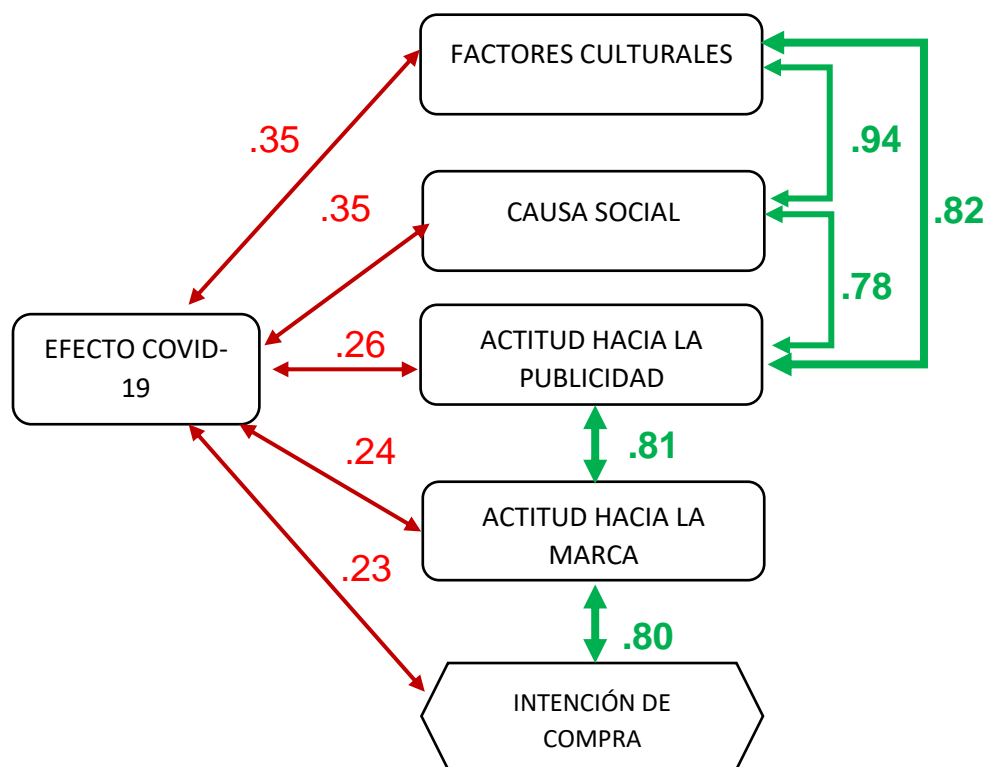 FACTORES CULTURALES
.35
.94
.35
CAUSA SOCIAL
.82
.78
EFECTO COVID-
19
.26
ACTITUD HACIA LA
PUBLICIDAD
.81
.24
ACTITUD HACIA LA
MARCA
.23
.80
INTENCIÓN DE
COMPRA